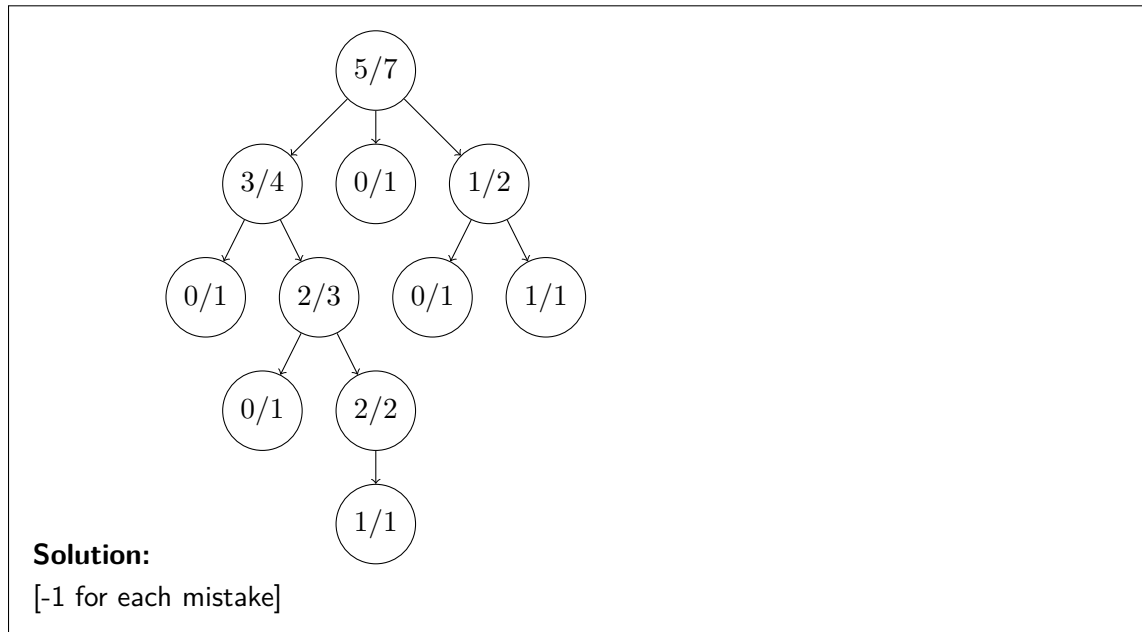 5/7
3/4 0/1 1/2
0/1 2/3 0/1 1/1
0/1 2/2
1/1
Solution:
[-1 for each mistake]